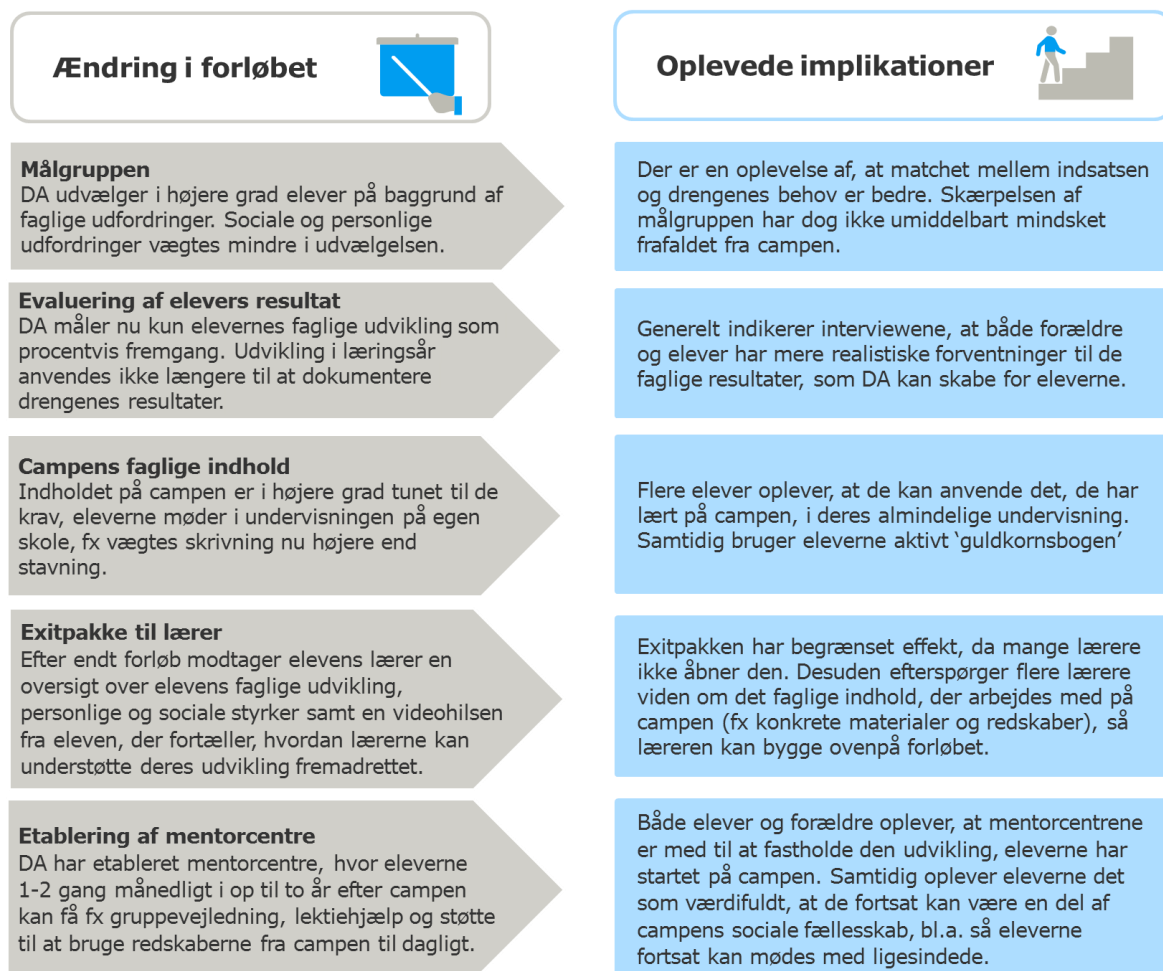 Ændring i forløbet
Oplevede implikationer
Målgruppen
DA udvælger i højere grad elever på baggrund af
faglige udfordringer. Sociale og personlige
udfordringer vægtes mindre i udvælgelsen.
Der er en oplevelse af, at matchet mellem indsatsen
og drengenes behov er bedre. Skærpelsen af
målgruppen har dog ikke umiddelbart mindsket
frafaldet fra campen.
Evaluering af elevers resultat
DA måler nu kun elevernes faglige udvikling som
procentvis fremgang. Udvikling i læringsår
anvendes ikke længere til at dokumentere
drengenes resultater.
Generelt indikerer interviewene, at både forældre
og elever har mere realistiske forventninger til de
faglige resultater, som DA kan skabe for eleverne.
Campens faglige indhold
Indholdet på campen er i højere grad tunet til de
krav, eleverne møder i undervisningen på egen
skole, fx vægtes skrivning nu højere end
stavning.
Flere elever oplever, at de kan anvende det, de har
lært på campen, i deres almindelige undervisning.
Samtidig bruger eleverne aktivt ‘guldkornsbogen’
Exitpakke til lærer
Efter endt forløb modtager elevens lærer en
oversigt over elevens faglige udvikling,
personlige og sociale styrker samt en videohilsen
fra eleven, der fortæller, hvordan lærerne kan
understøtte deres udvikling fremadrettet.
Exitpakken har begrænset effekt, da mange lærere
ikke åbner den. Desuden efterspørger flere lærere
viden om det faglige indhold, der arbejdes med på
campen (fx konkrete materialer og redskaber), så
læreren kan bygge ovenpå forløbet.
Etablering af mentorcentre
DA har etableret mentorcentre, hvor eleverne
1-2 gang månedligt i op til to år efter campen
kan få fx gruppevejledning, lektiehjælp og støtte
til at bruge redskaberne fra campen til dagligt.
Både elever og forældre oplever, at mentorcentrene
er med til at fastholde den udvikling, eleverne har
startet på campen. Samtidig oplever eleverne det
som værdifuldt, at de fortsat kan være en del af
campens sociale fællesskab, bl.a. så eleverne
fortsat kan mødes med ligesindede.